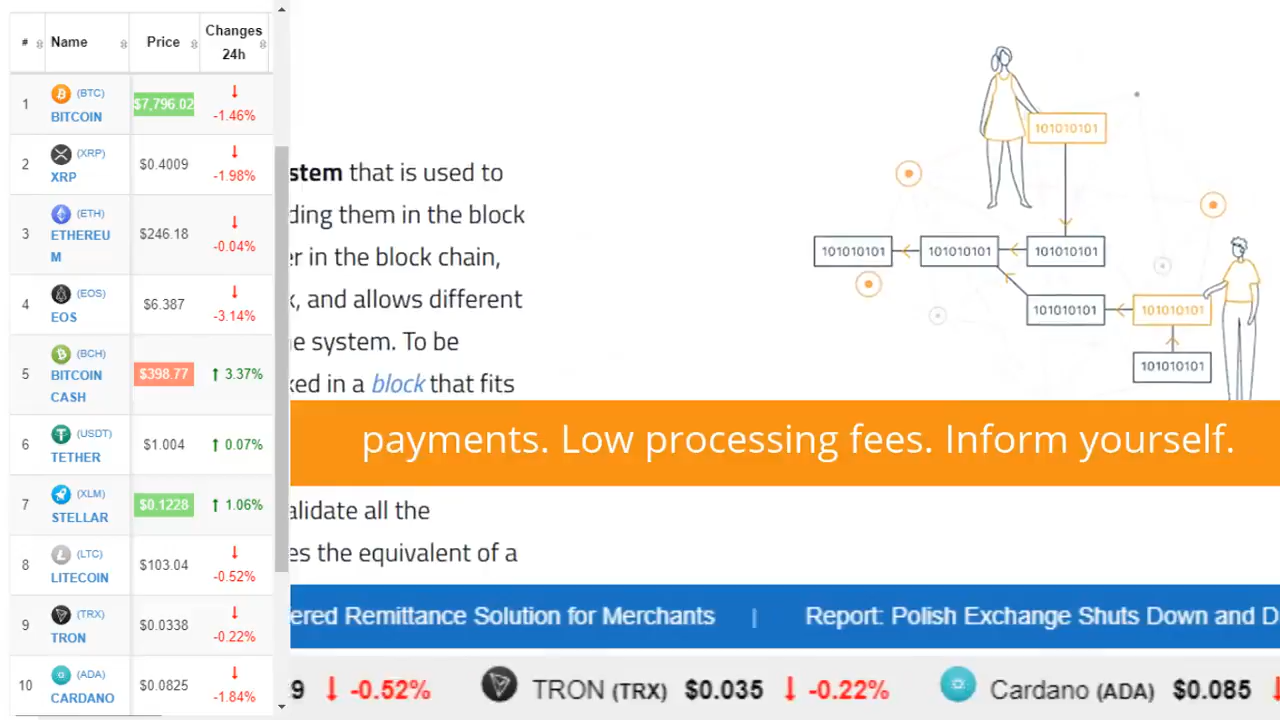 # Name Price Changes 24h
1 (BTC) BITCOIN $7,796.02 -1.46%
2 (XRP) XRP $0.4009 -1.98%
3 (ETH) ETHEREUM $246.18 -0.04%
4 (EOS) EOS $6.387 -3.14%
5 (BCH) BITCOIN CASH $398.77 3.37%
6 (USDT) TETHER $1.004 0.07%
7 (XLM) STELLAR $0.1228 1.06%
8 (LTC) LITECOIN $103.04 -0.52%
9 (TRX) TRON $0.0338 -0.22%
10 (ADA) CARDANO $0.0825 -1.84%
stem that is used to
ding them in the block
er in the block chain,
k, and allows different
he system. To be
ked in a block that fits
payments. Low processing fees. Inform yourself.
alidate all the
es the equivalent of a
101010101
101010101 101010101 101010101
101010101 101010101
101010101
ered Remittance Solution for Merchants | Report: Polish Exchange Shuts Down and D
9 -0.52% TRON (TRX) $0.035 -0.22% Cardano (ADA) $0.085